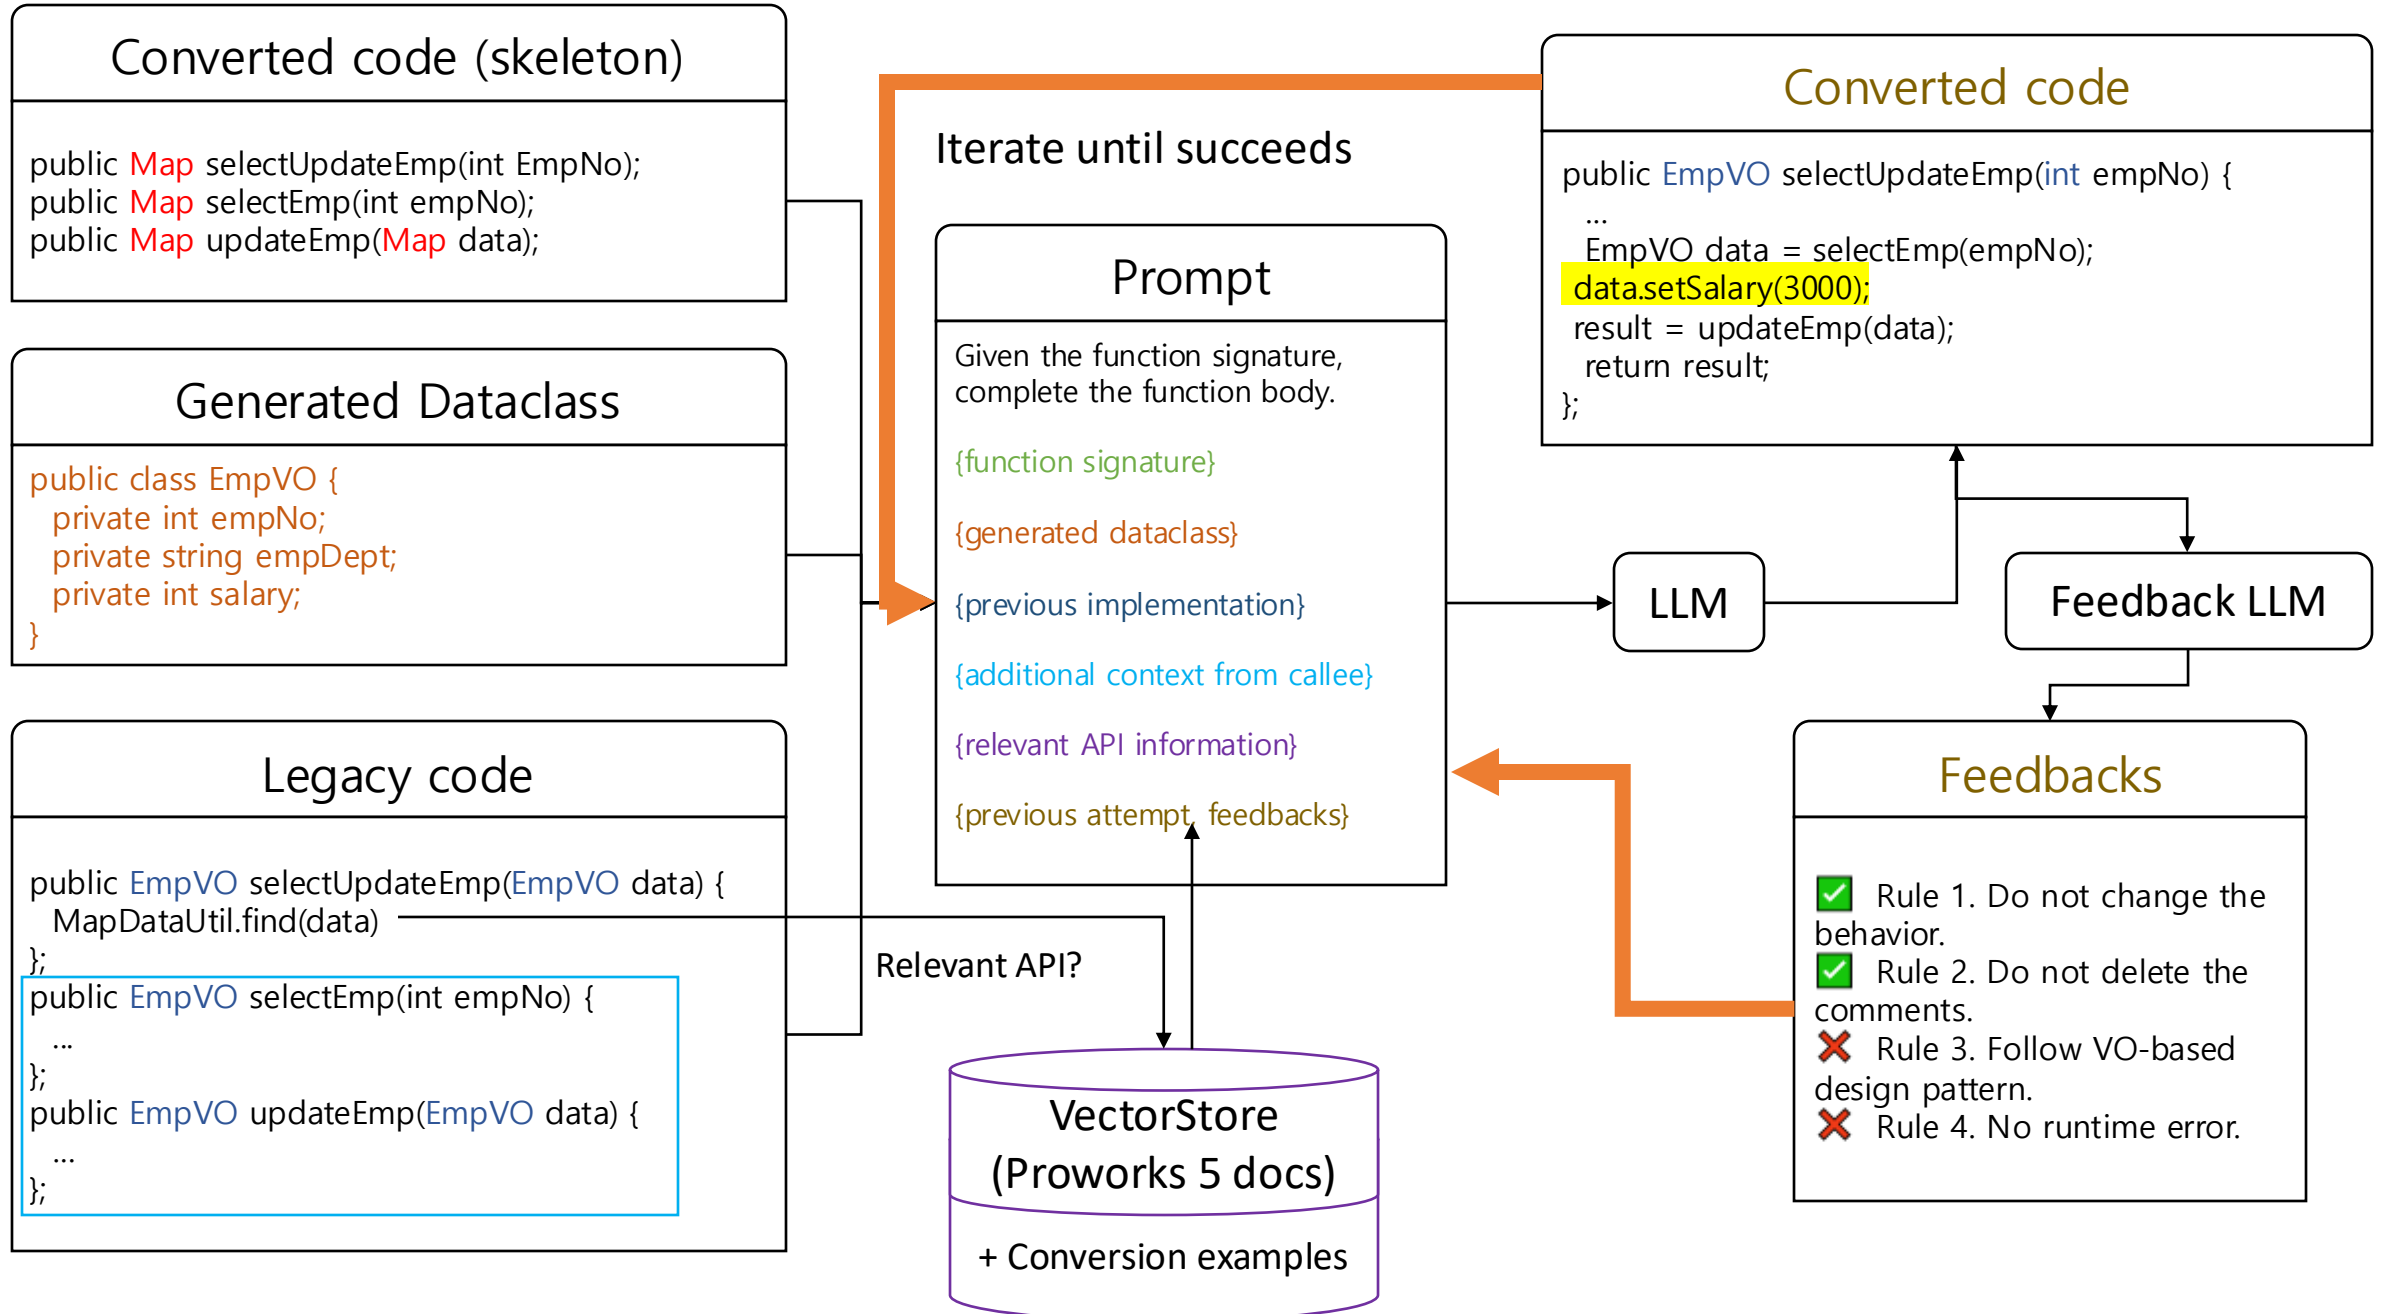 Converted code (skeleton)
public Map selectUpdateEmp(int EmpNo);
public Map selectEmp(int empNo);
public Map updateEmp(Map data);
Generated Dataclass
public class EmpVO {
private int empNo;
private string empDept;
private int salary;
}
Legacy code
public EmpVO selectUpdateEmp(EmpVO data) {
MapDataUtil.find(data)
};
public EmpVO selectEmp(int empNo) {
...
};
public EmpVO updateEmp(EmpVO data) {
...
};
Iterate until succeeds
Prompt
Given the function signature,
complete the function body.
{function signature}
{generated dataclass}
{previous implementation}
{additional context from callee}
{relevant API information}
{previous attempt, feedbacks}
Relevant API?
VectorStore
(Proworks 5 docs)
+ Conversion examples
LLM
Converted code
public EmpVO selectUpdateEmp(int empNo) {
...
EmpVO data = selectEmp(empNo);
data.setSalary(3000);
result = updateEmp(data);
return result;
};
Feedback LLM
Feedbacks
✅ Rule 1. Do not change the
behavior.
✅ Rule 2. Do not delete the
comments.
❌ Rule 3. Follow VO-based
design pattern.
❌ Rule 4. No runtime error.